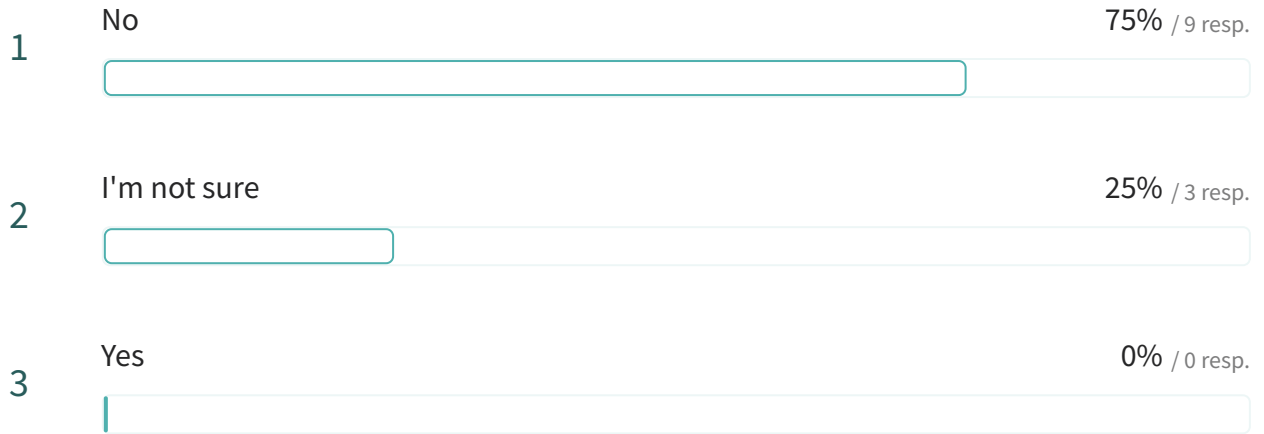 No 75% / 9 resp.
1
I'm not sure 25% / 3 resp.
2
Yes 0% / 0 resp.
3